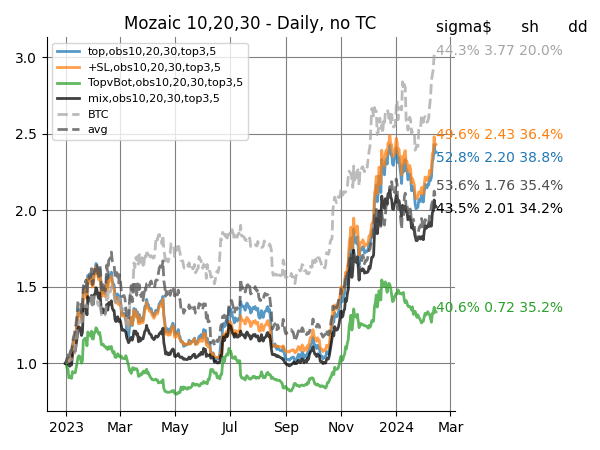 Mozaic 10,20,30 - Daily, no TC
sigma$ sh dd
top,obs10,20,30,top3,5
+SL,obs10,20,30,top3,5
TopvBot,obs10,20,30,top3,5
mix,obs10,20,30,top3,5
BTC
avg
44.3% 3.77 20.0%
49.6% 2.43 36.4%
52.8% 2.20 38.8%
53.6% 1.76 35.4%
43.5% 2.01 34.2%
40.6% 0.72 35.2%
3.0
2.5
2.0
1.5
1.0
2023 Mar May Jul Sep Nov 2024 Mar